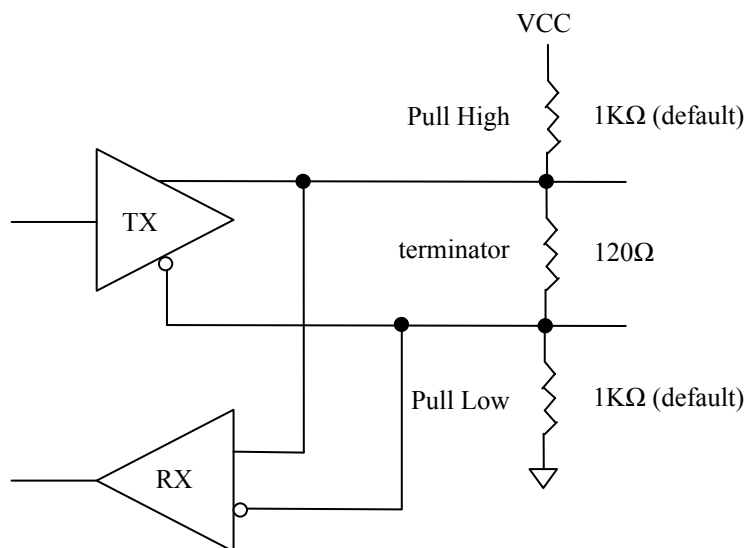 VCC
Pull High 1KΩ (default)
TX
terminator 120Ω
Pull Low 1KΩ (default)
RX